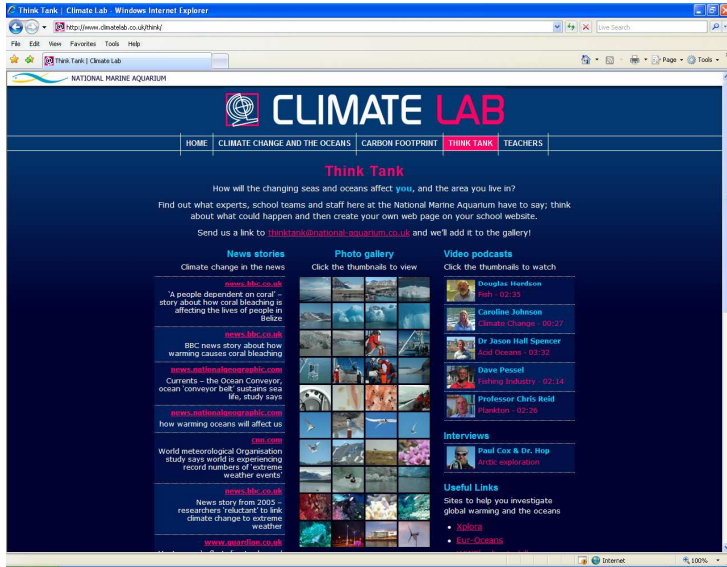 Think Tank | Climate Lab - Windows Internet Explorer
http://www.climatelab.co.uk/think/
Live Search
File Edit View Favorites Tools Help
Think Tank | Climate Lab
Page Tools
NATIONAL MARINE AQUARIUM
CLIMATE LAB
HOME CLIMATE CHANGE AND THE OCEANS CARBON FOOTPRINT THINK TANK TEACHERS
Think Tank
How will the changing seas and oceans affect you, and the area you live in?
Find out what experts, school teams and staff here at the National Marine Aquarium have to say; think
about what could happen and then create your own web page on your school website.
Send us a link to thinktank@national-aquarium.co.uk and we'll add it to the gallery!
News stories
Climate change in the news
news.bbc.co.uk
'A people dependent on coral' –
story about how coral bleaching is
affecting the lives of people in
Belize
news.bbc.co.uk
BBC news story about how
warming causes coral bleaching
news.nationalgeographic.com
Currents – the Ocean Conveyor,
ocean 'conveyor belt' sustains sea
life, study says
news.nationalgeographic.com
how warming oceans will affect us
cnn.com
World meteorological Organisation
study says world is experiencing
record numbers of 'extreme
weather events'
news.bbc.co.uk
News story from 2005 –
researchers 'reluctant' to link
climate change to extreme
weather
www.guardian.co.uk
Photo gallery
Click the thumbnails to view
Video podcasts
Click the thumbnails to watch
Douglas Herdson
Fish - 02:35
Caroline Johnson
Climate Change - 00:27
Dr Jason Hall Spencer
Acid Oceans - 03:32
Dave Pessel
Fishing Industry - 02:14
Professor Chris Reid
Plankton - 02:26
Interviews
Paul Cox & Dr. Hop
Arctic exploration
Useful Links
Sites to help you investigate
global warming and the oceans
Xplora
Eur-Oceans
Internet
100%